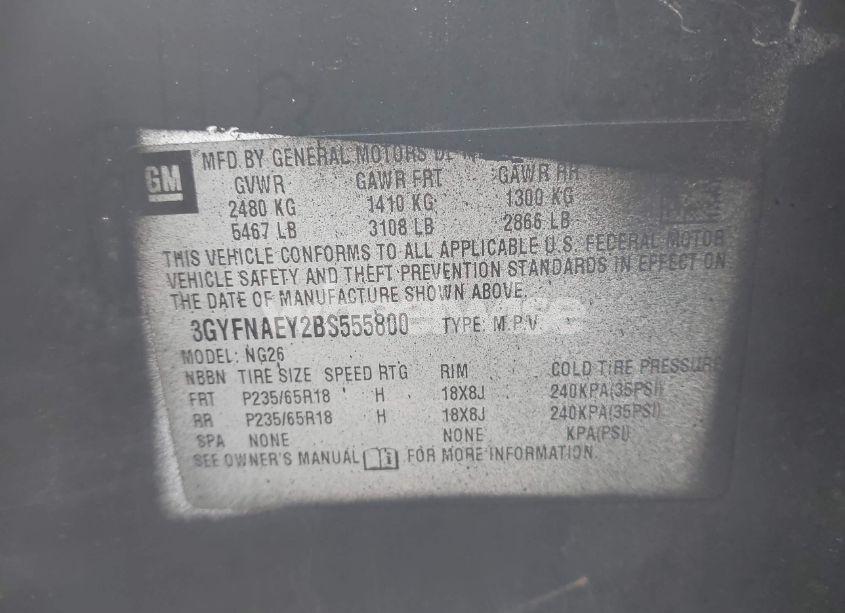 GM
MFD. BY GENERAL MOTORS DE
GVWR GAWR FRT GAWR RR
2480 KG 1410 KG 1300 KG
5467 LB 3108 LB 2866 LB
THIS VEHICLE CONFORMS TO ALL APPLICABLE U.S. FEDERAL MOTOR
VEHICLE SAFETY AND THEFT PREVENTION STANDARDS IN EFFECT ON
THE DATE OF MANUFACTURE SHOWN ABOVE.
3GYFNAEY2BS555800 TYPE: M.P.V.
MODEL: NG26
NBBN TIRE SIZE SPEED RTG RIM COLD TIRE PRESSURE
FRT P235/65R18 H 18X8J 240KPA(35PSI)
RR P235/65R18 H 18X8J 240KPA(35PSI)
SPA NONE NONE KPA(PSI)
SEE OWNER'S MANUAL i FOR MORE INFORMATION.